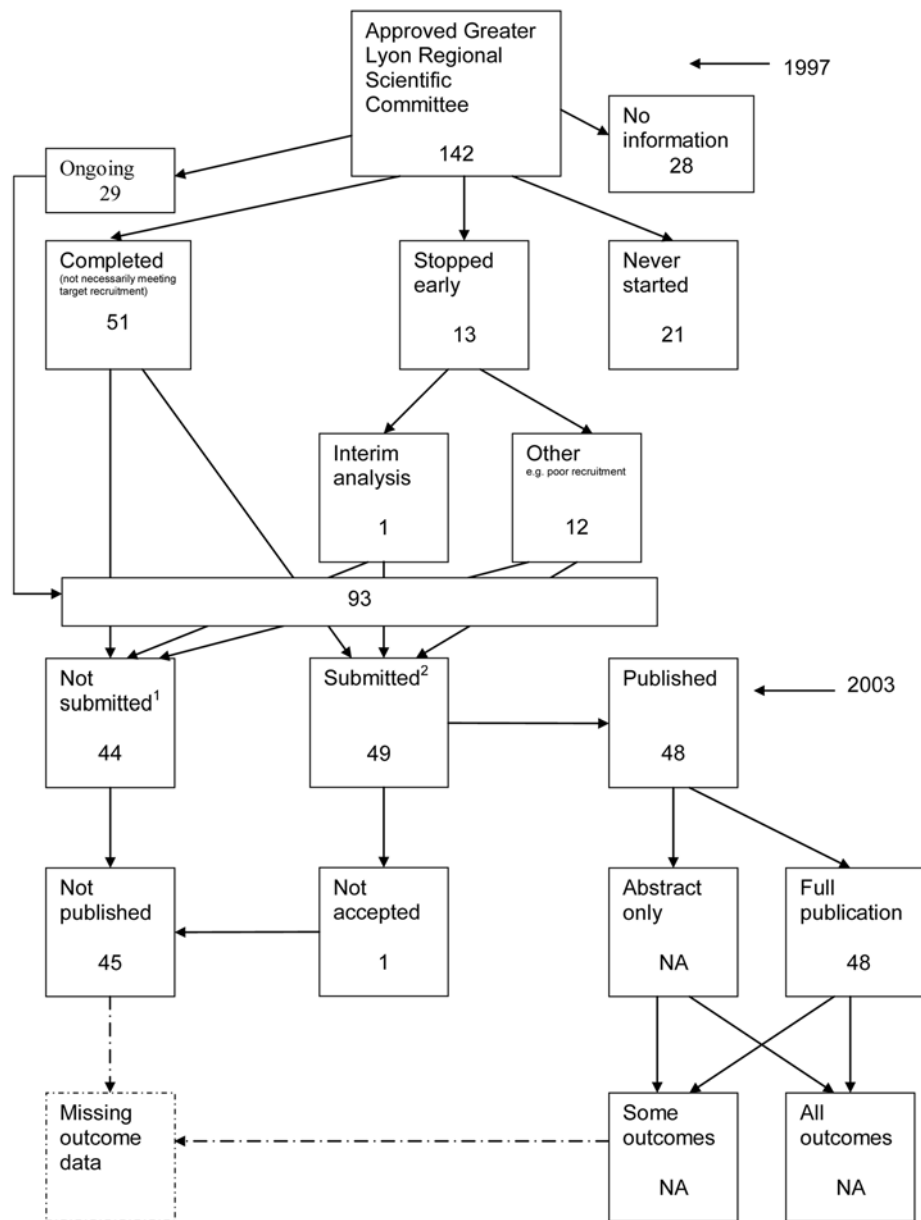 Approved Greater
Lyon Regional
Scientific
Committee
142
1997
No
information
28
Ongoing
29
Completed
(not necessarily meeting
target recruitment)
51
Stopped
early
13
Never
started
21
Interim
analysis
1
Other
e.g. poor recruitment
12
93
Not
submitted¹
44
Submitted²
49
Published
48
2003
Not
published
45
Not
accepted
1
Abstract
only
NA
Full
publication
48
Missing
outcome
data
Some
outcomes
NA
All
outcomes
NA